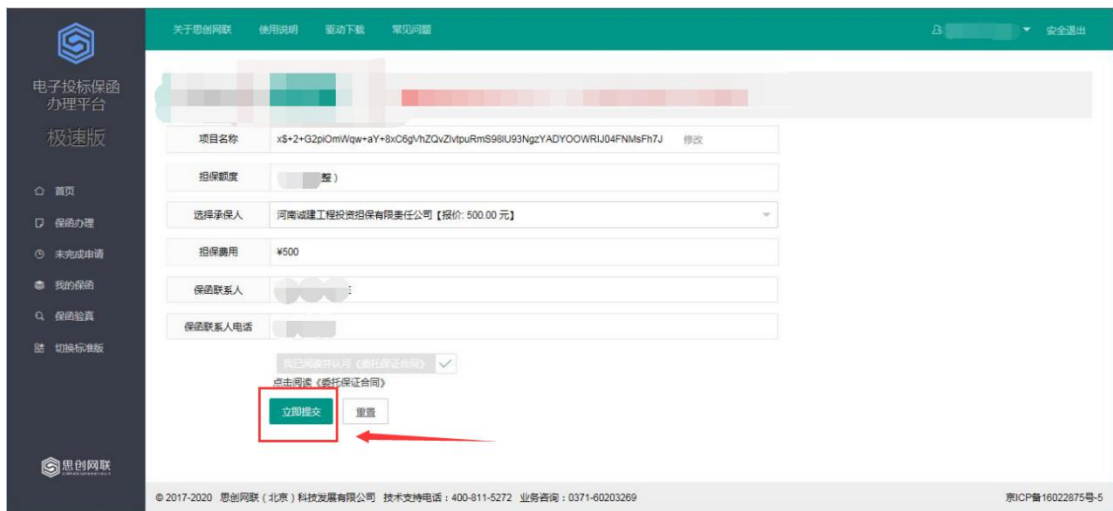 关于思创网联 使用说明 驱动下载 常见问题 安全退出
电子投标保函
办理平台
极速版
首页
保函办理
未完成申请
我的保函
保函验真
切换标准版
思创网联
项目名称 x$+2+G2piOmWqw+aY+8xC6gVhZQvZlvtpuRmS98IU93NgzYADYOOWRIJ04FNMsFh7J 修改
担保额度 整）
选择承保人 河南诚建工程投资担保有限责任公司【报价: 500.00 元】
担保费用 ¥500
保函联系人
保函联系人电话
我已阅读并认可《委托保证合同》
点击阅读《委托保证合同》
立即提交 重置
© 2017-2020 思创网联（北京）科技发展有限公司 技术支持电话：400-811-5272 业务咨询：0371-60203269 京ICP备16022875号-5